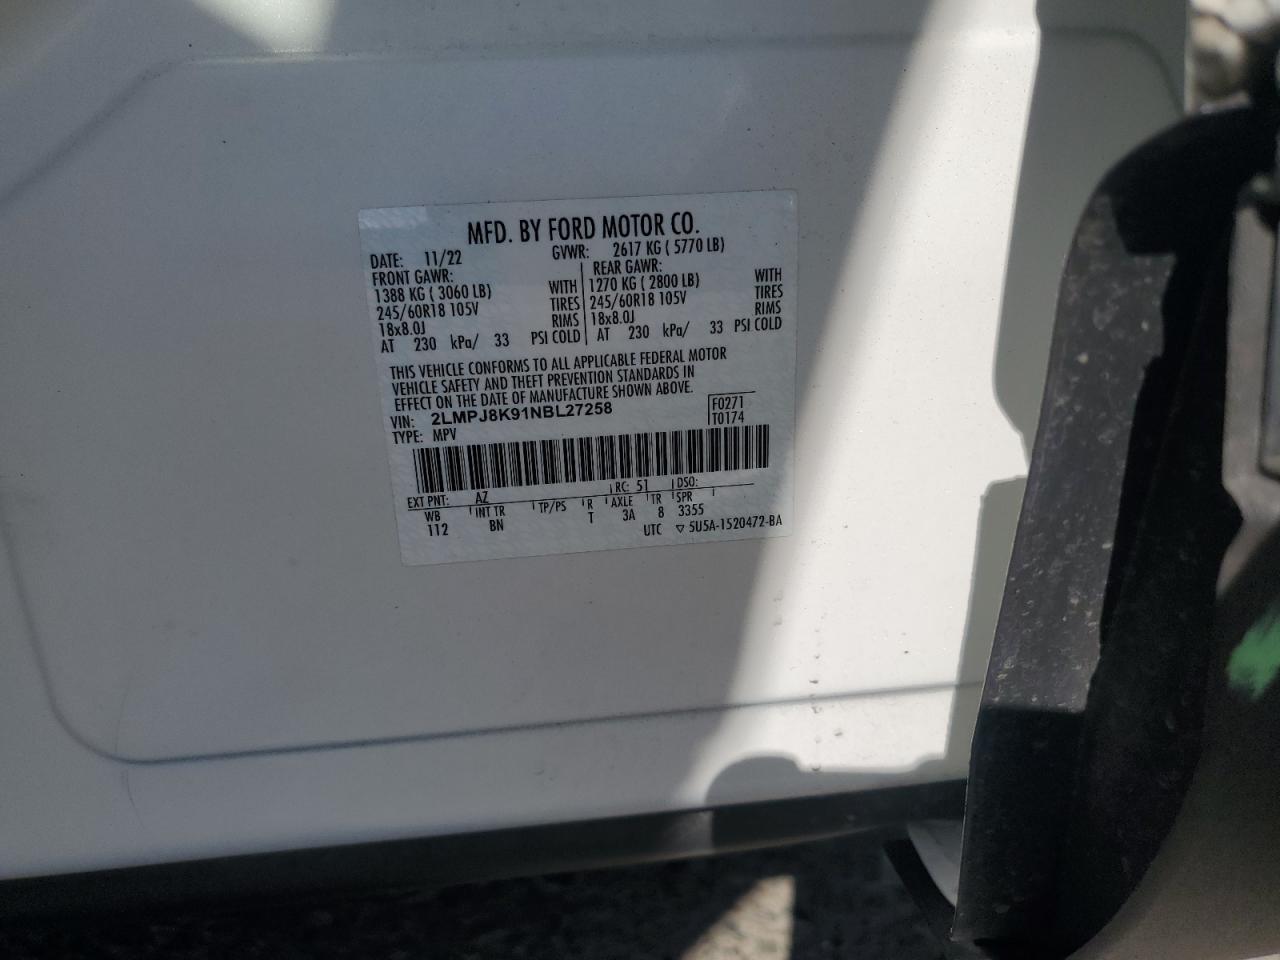 MFD. BY FORD MOTOR CO.
DATE: 11/22 GVWR: 2617 KG ( 5770 LB)
FRONT GAWR: REAR GAWR:
1388 KG ( 3060 LB) WITH 1270 KG ( 2800 LB) WITH
245/60R18 105V TIRES 245/60R18 105V TIRES
18x8.0J RIMS 18x8.0J RIMS
AT 230 kPa/ 33 PSI COLD AT 230 kPa/ 33 PSI COLD
THIS VEHICLE CONFORMS TO ALL APPLICABLE FEDERAL MOTOR
VEHICLE SAFETY AND THEFT PREVENTION STANDARDS IN
EFFECT ON THE DATE OF MANUFACTURE SHOWN ABOVE.
VIN: 2LMPJ8K91NBL27258 F0271
TYPE: MPV T0174
EXT PNT: AZ RC: 51 DSO:
WB INT TR TP/PS R AXLE TR SPR
112 BN T 3A 8 3355
UTC ▽ 5U5A-1520472-BA